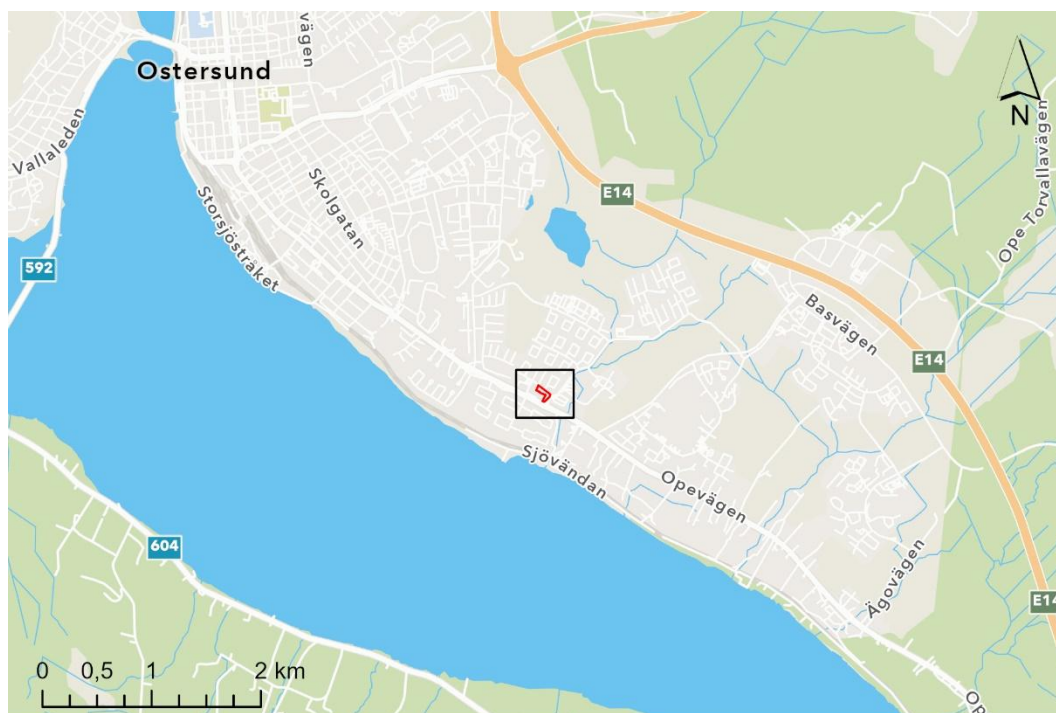 vägen
Ostersund
N
Vallaleden
E14
Ope Torvallavägen
Skolgatan
Storsjöstråket
592
Basvägen
E14
Sjövändan
Opevägen
604
Ägovägen
E14
0 0,5 1 2 km
Op